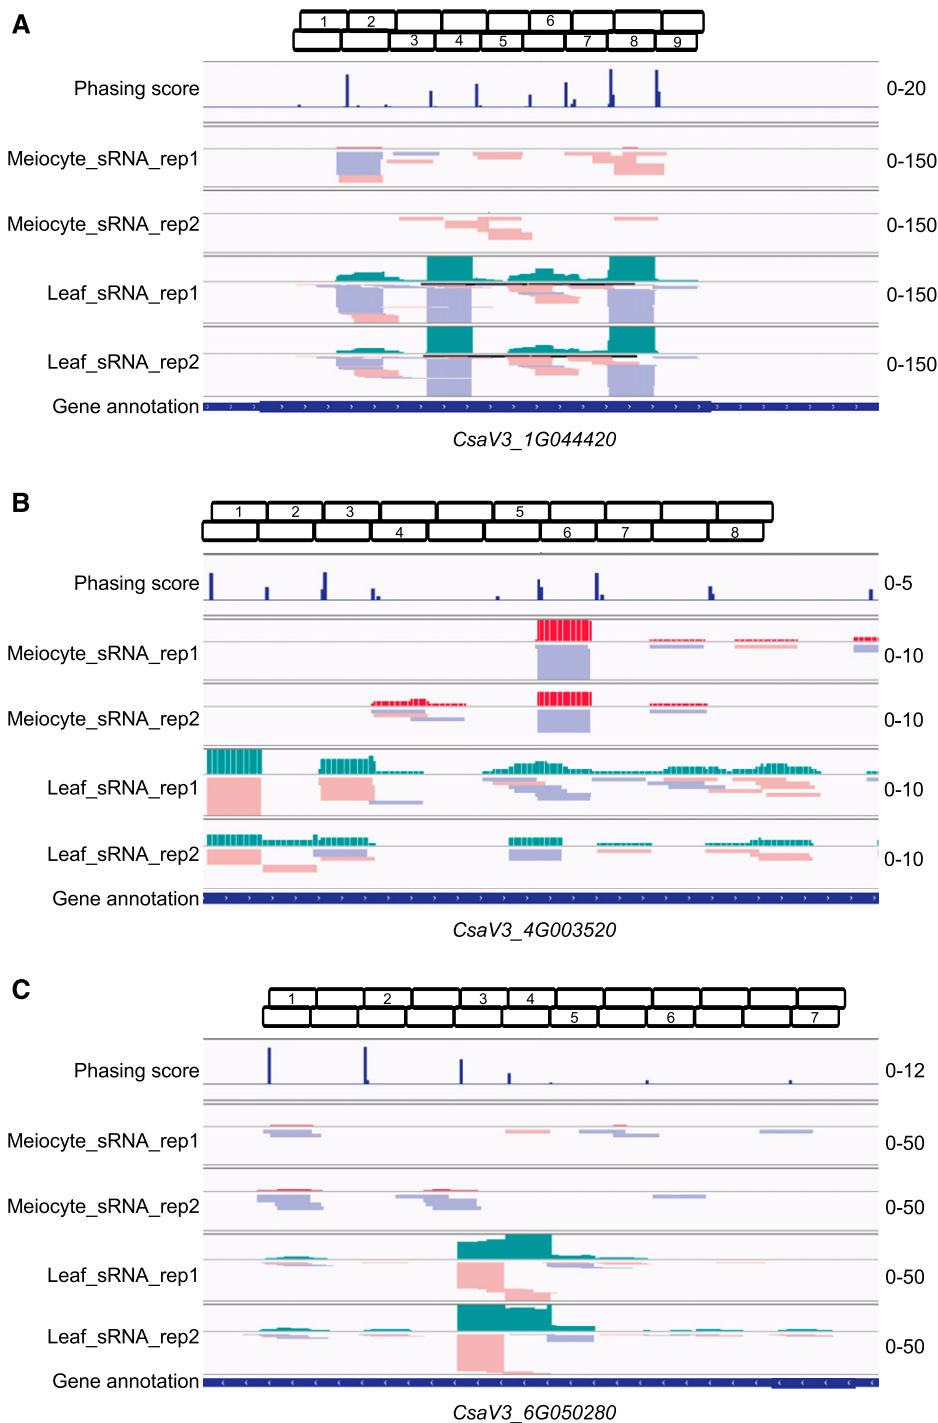 A
1 2 6
3 4 5 7 8 9
Phasing score 0-20
Meiocyte_sRNA_rep1 0-150
Meiocyte_sRNA_rep2 0-150
Leaf_sRNA_rep1 0-150
Leaf_sRNA_rep2 0-150
Gene annotation
CsaV3_1G044420
B
1 2 3 5
4 6 7 8
Phasing score 0-5
Meiocyte_sRNA_rep1 0-10
Meiocyte_sRNA_rep2 0-10
Leaf_sRNA_rep1 0-10
Leaf_sRNA_rep2 0-10
Gene annotation
CsaV3_4G003520
C
1 2 3 4
5 6 7
Phasing score 0-12
Meiocyte_sRNA_rep1 0-50
Meiocyte_sRNA_rep2 0-50
Leaf_sRNA_rep1 0-50
Leaf_sRNA_rep2 0-50
Gene annotation
CsaV3_6G050280